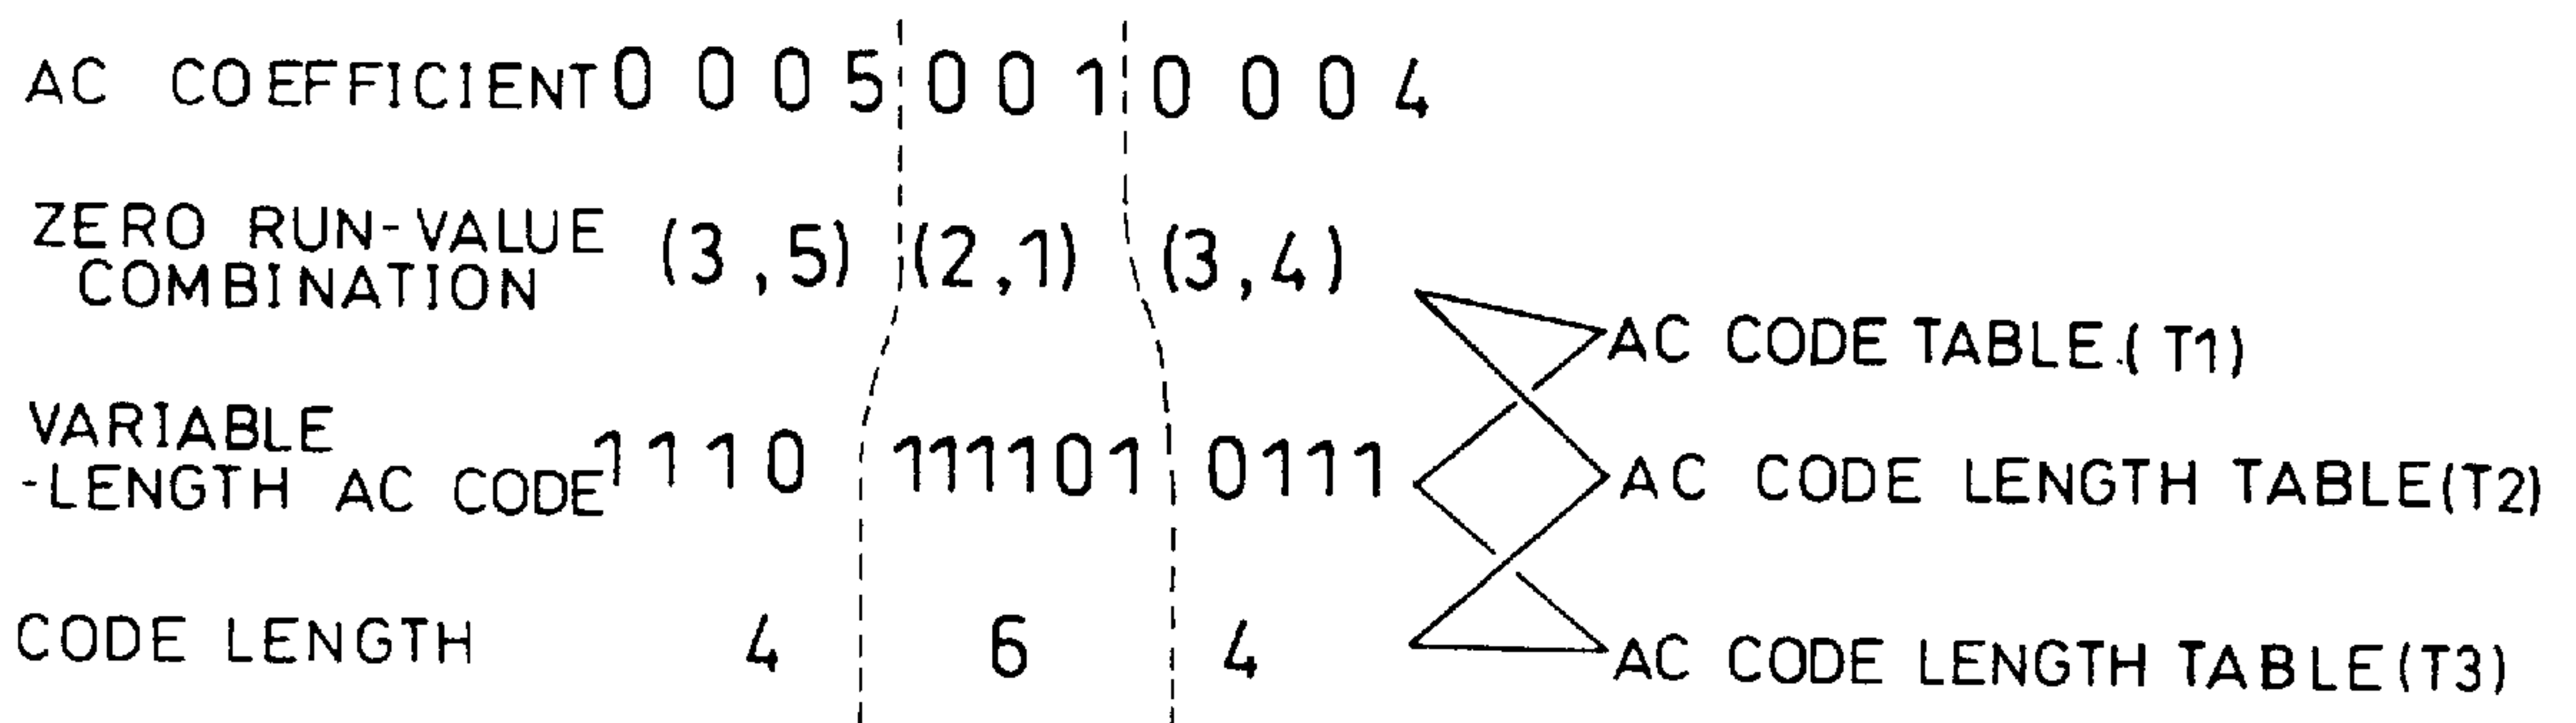 AC COEFFICIENT 0 0 0 5 0 0 1 0 0 0 4
ZERO RUN-VALUE
COMBINATION (3,5) (2,1) (3,4)
AC CODE TABLE (T1)
VARIABLE
-LENGTH AC CODE 1110 111101 0111
AC CODE LENGTH TABLE(T2)
CODE LENGTH 4 6 4
AC CODE LENGTH TABLE(T3)